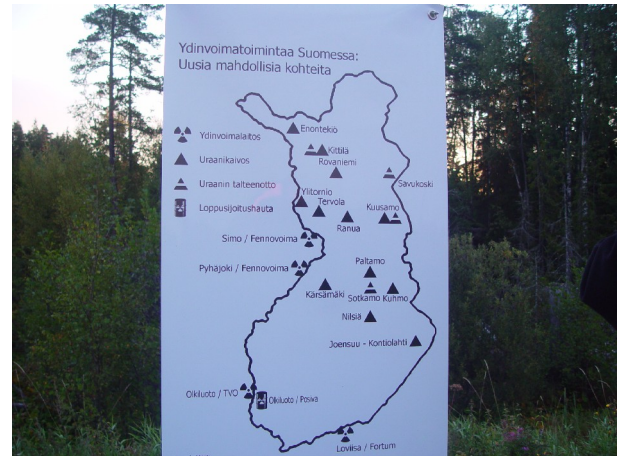 Ydinvoimatoimintaa Suomessa:
Uusia mahdollisia kohteita
Ydinvoimalaitos
Uraanikaivos
Uraanin talteenotto
Loppusijoitushauta
Enontekiö
Kittilä
Rovaniemi
Savukoski
Ylitornio
Tervola
Ranua
Kuusamo
Simo / Fennovoima
Pyhäjoki / Fennovoima
Paltamo
Kärsämäki
Sotkamo
Kuhmo
Nilsiä
Joensuu - Kontiolahti
Olkiluoto / TVO
Olkiluoto / Posiva
Loviisa / Fortum